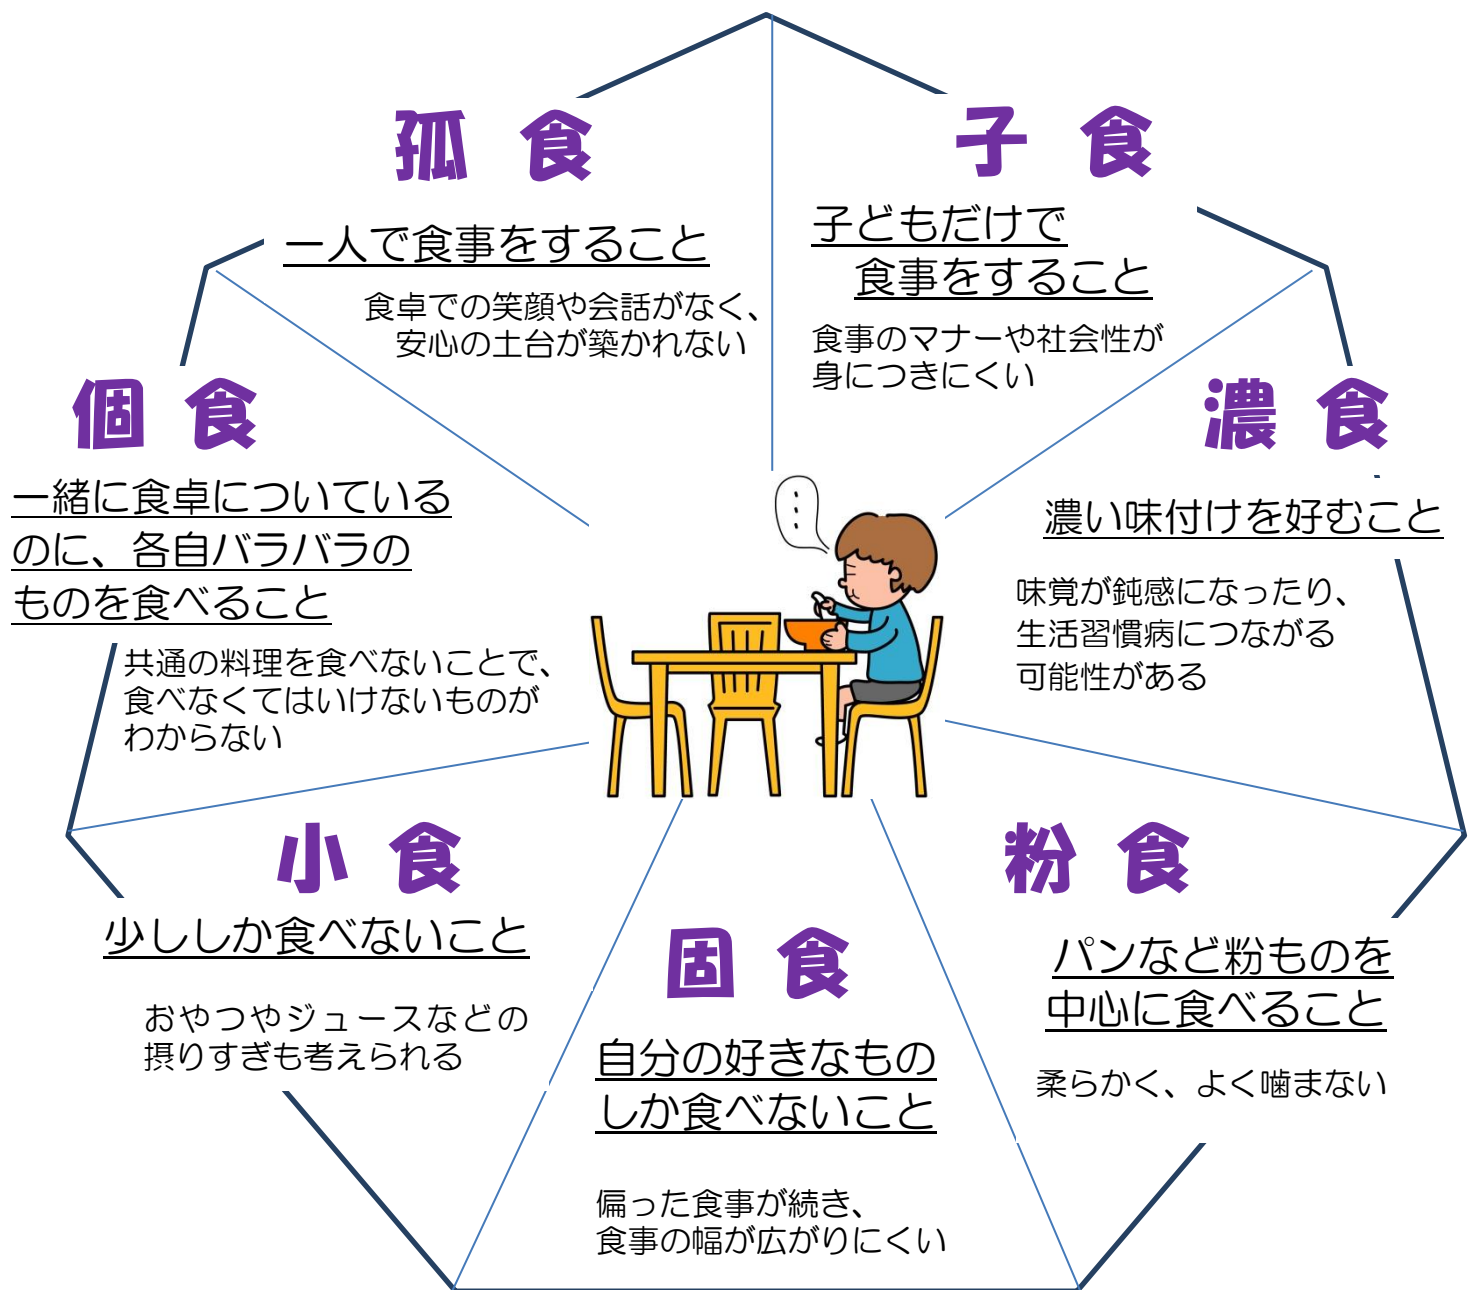 孤食
一人で食事をすること
食卓での笑顔や会話がなく、
安心の土台が築かれない
子食
子どもだけで
食事をすること
食事のマナーや社会性が
身につきにくい
個食
一緒に食卓についている
のに、各自バラバラの
ものを食べること
共通の料理を食べないことで、
食べなくてはいけないものが
わからない
濃食
濃い味付けを好むこと
味覚が鈍感になったり、
生活習慣病につながる
可能性がある
小食
少ししか食べないこと
おやつやジュースなどの
摂りすぎも考えられる
固食
自分の好きなもの
しか食べないこと
偏った食事が続き、
食事の幅が広がりにくい
粉食
パンなど粉ものを
中心に食べること
柔らかく、よく噛まない